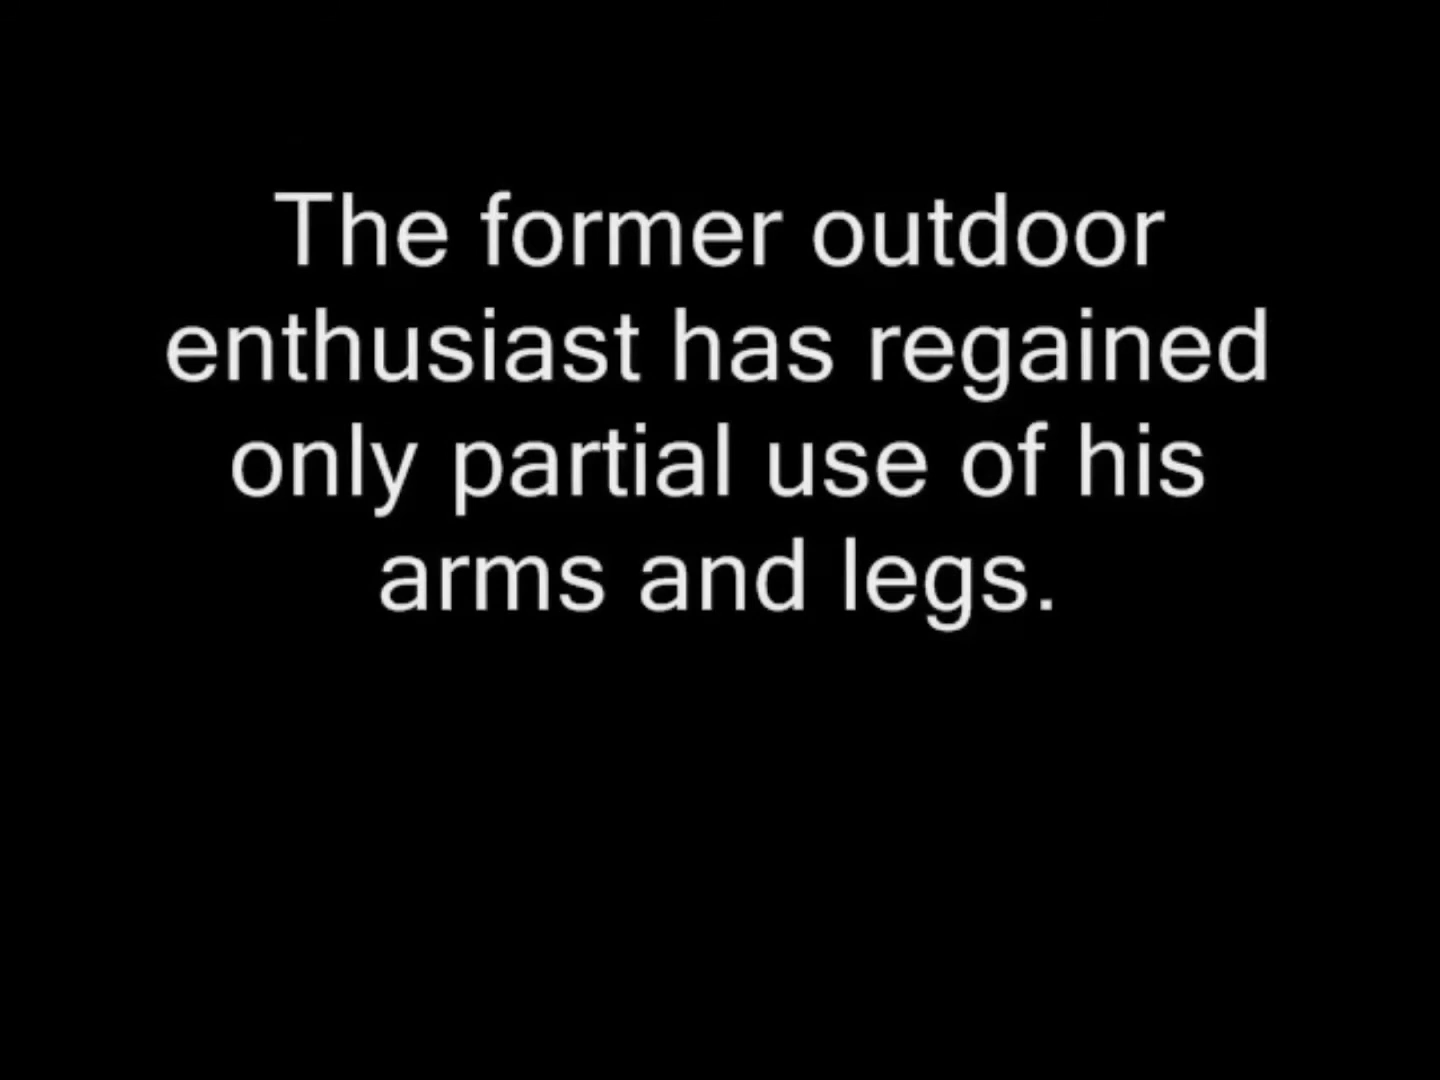 The former outdoor
enthusiast has regained
only partial use of his
arms and legs.